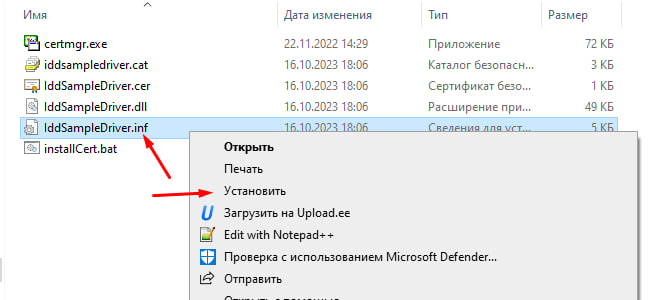 Имя Дата изменения Тип Размер
certmgr.exe 22.11.2022 14:29 Приложение 72 КБ
iddsampledriver.cat 16.10.2023 18:06 Каталог безопасн... 3 КБ
IddSampleDriver.cer 16.10.2023 18:06 Сертификат безо... 1 КБ
IddSampleDriver.dll 16.10.2023 18:06 Расширение при... 49 КБ
IddSampleDriver.inf 16.10.2023 18:06 Сведения для уст... 5 КБ
installCert.bat
Открыть
Печать
Установить
Загрузить на Upload.ee
Edit with Notepad++
Проверка с использованием Microsoft Defender...
Отправить
Открыть с помощью